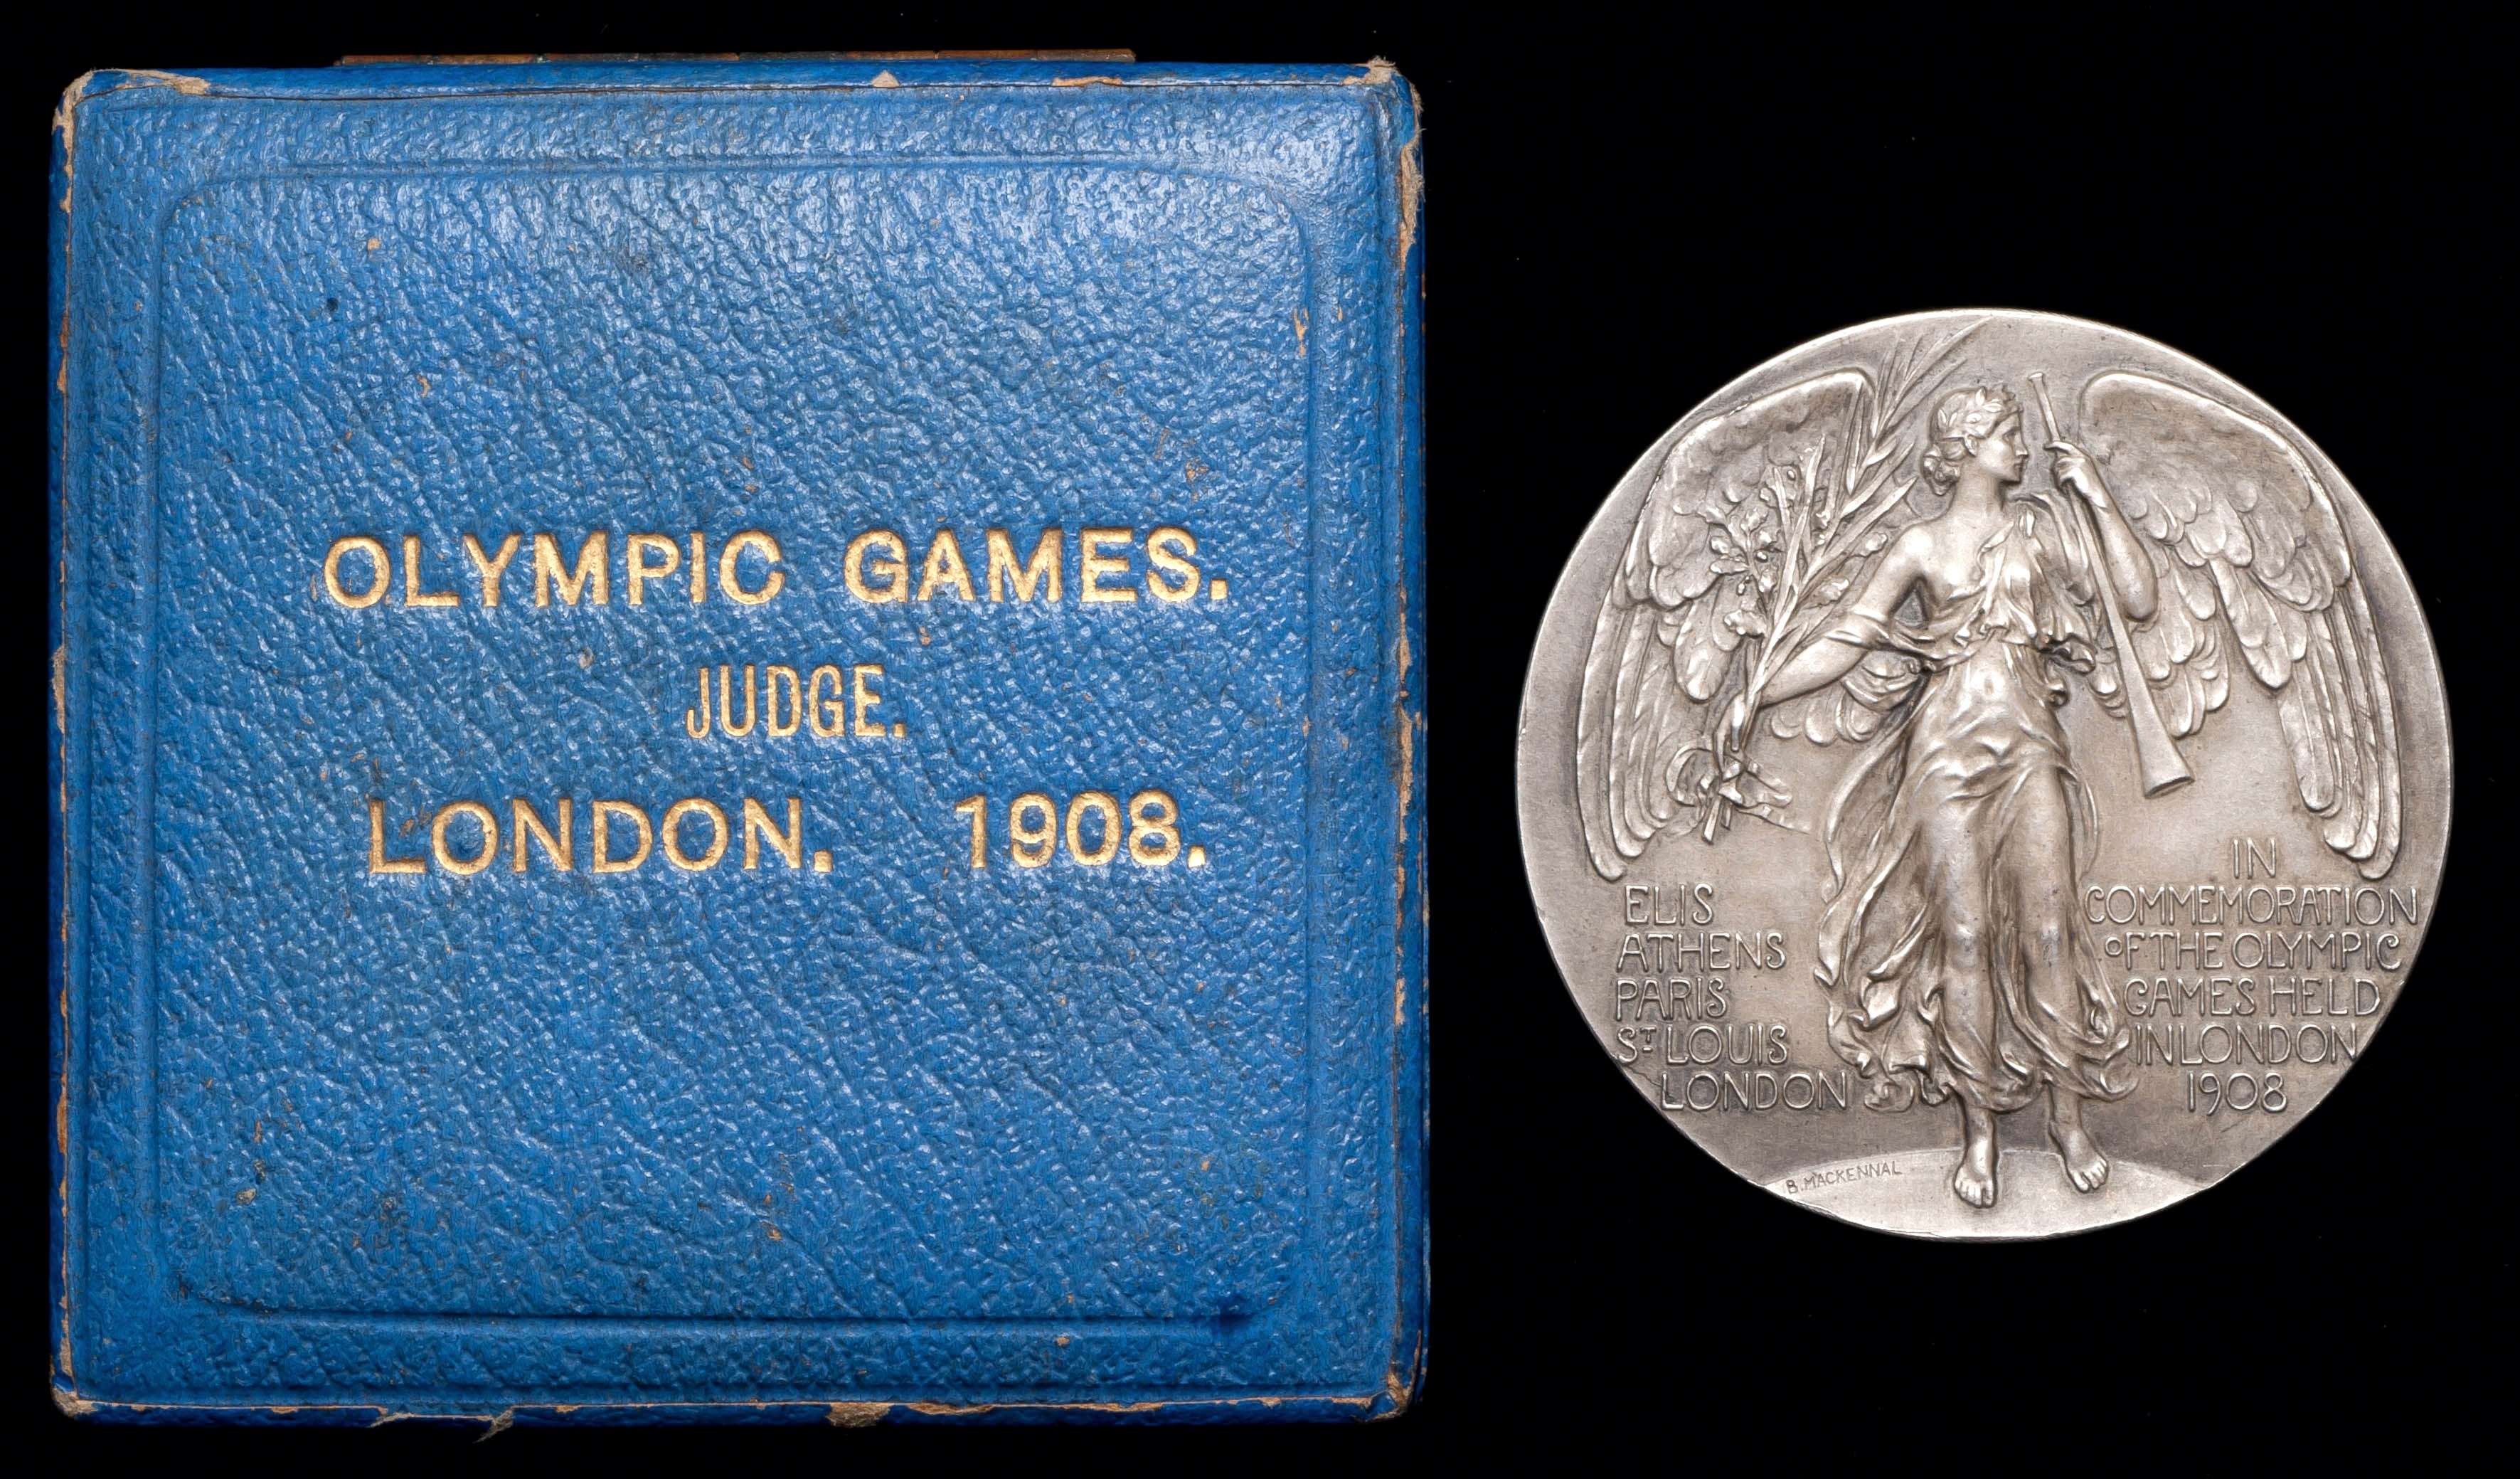 OLYMPIC GAMES.
JUDGE.
LONDON. 1908.
ELIS
ATHENS
PARIS
ST LOUIS
LONDON
IN
COMMEMORATION
OF THE OLYMPIC
GAMES HELD
IN LONDON
1908
B. MACKENNAL